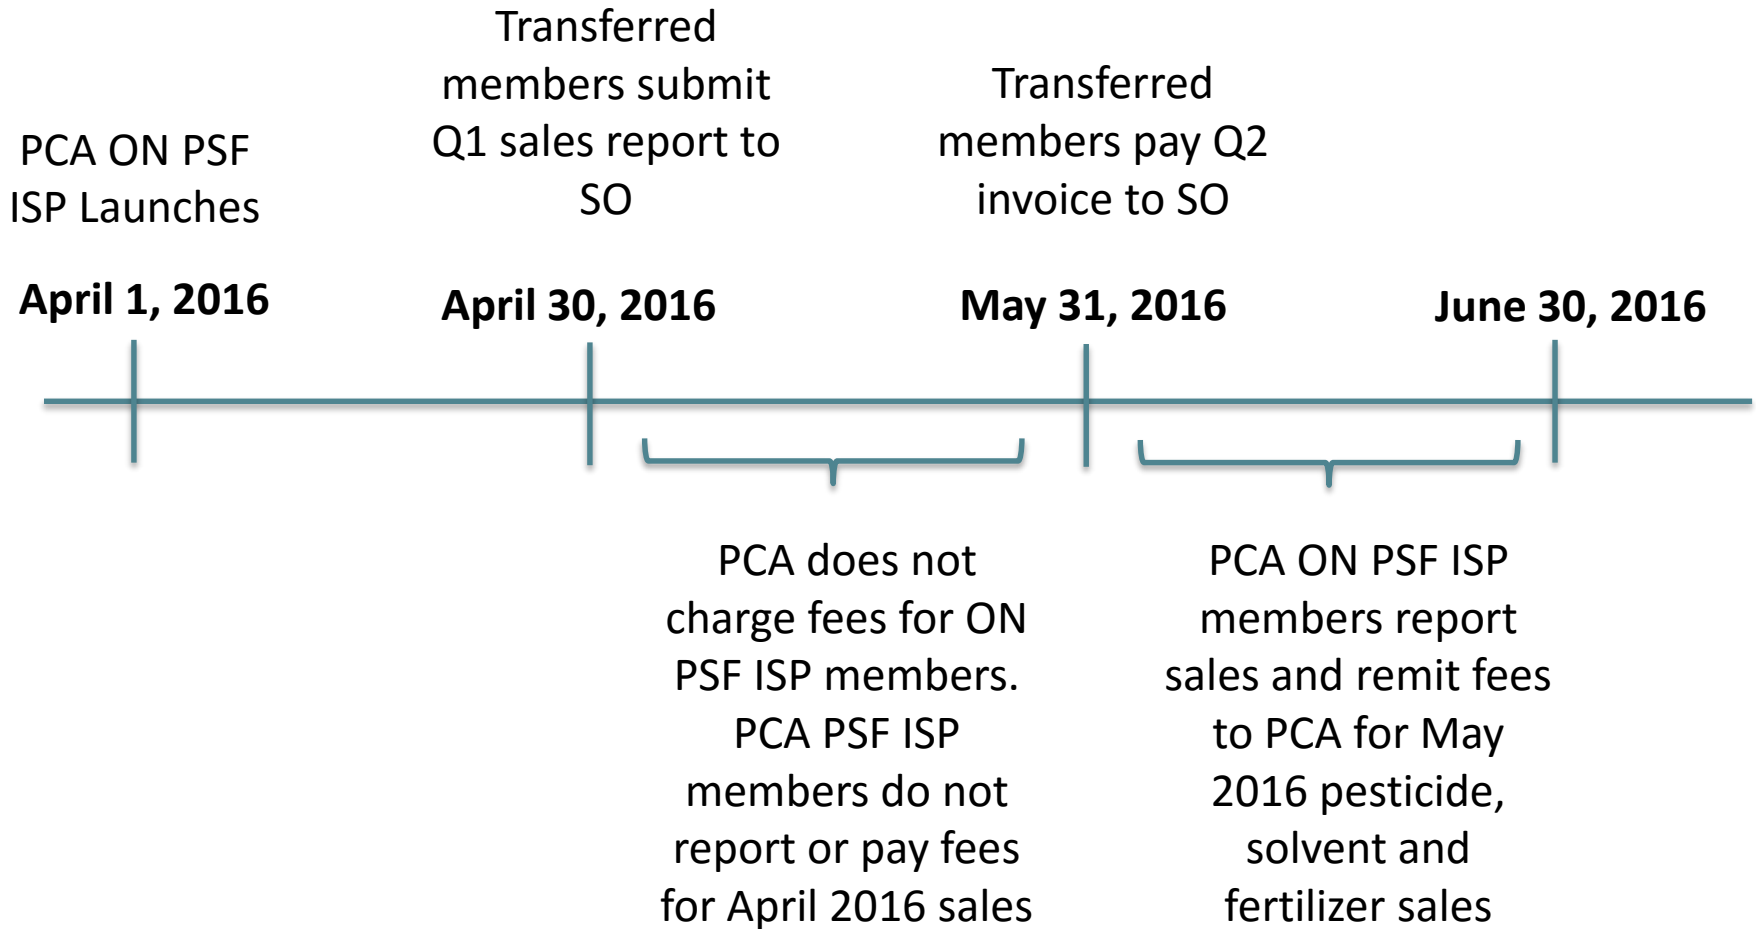 PCA ON PSF
ISP Launches
April 1, 2016
Transferred
members submit
Q1 sales report to
SO
April 30, 2016
Transferred
members pay Q2
invoice to SO
May 31, 2016
June 30, 2016
PCA does not
charge fees for ON
PSF ISP members.
PCA PSF ISP
members do not
report or pay fees
for April 2016 sales
PCA ON PSF ISP
members report
sales and remit fees
to PCA for May
2016 pesticide,
solvent and
fertilizer sales